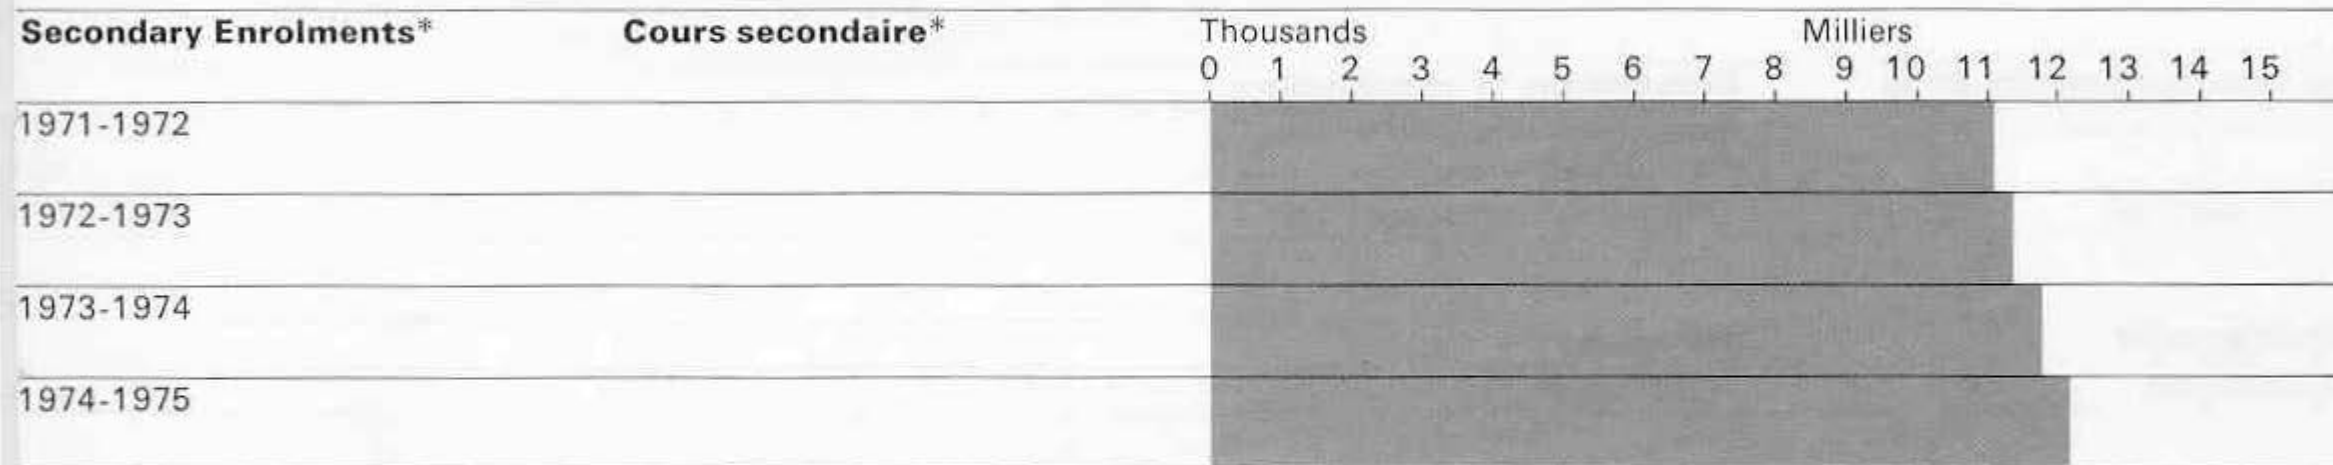 Secondary Enrolments* Cours secondaire* Thousands Milliers
0 1 2 3 4 5 6 7 8 9 10 11 12 13 14 15
1971-1972
1972-1973
1973-1974
1974-1975